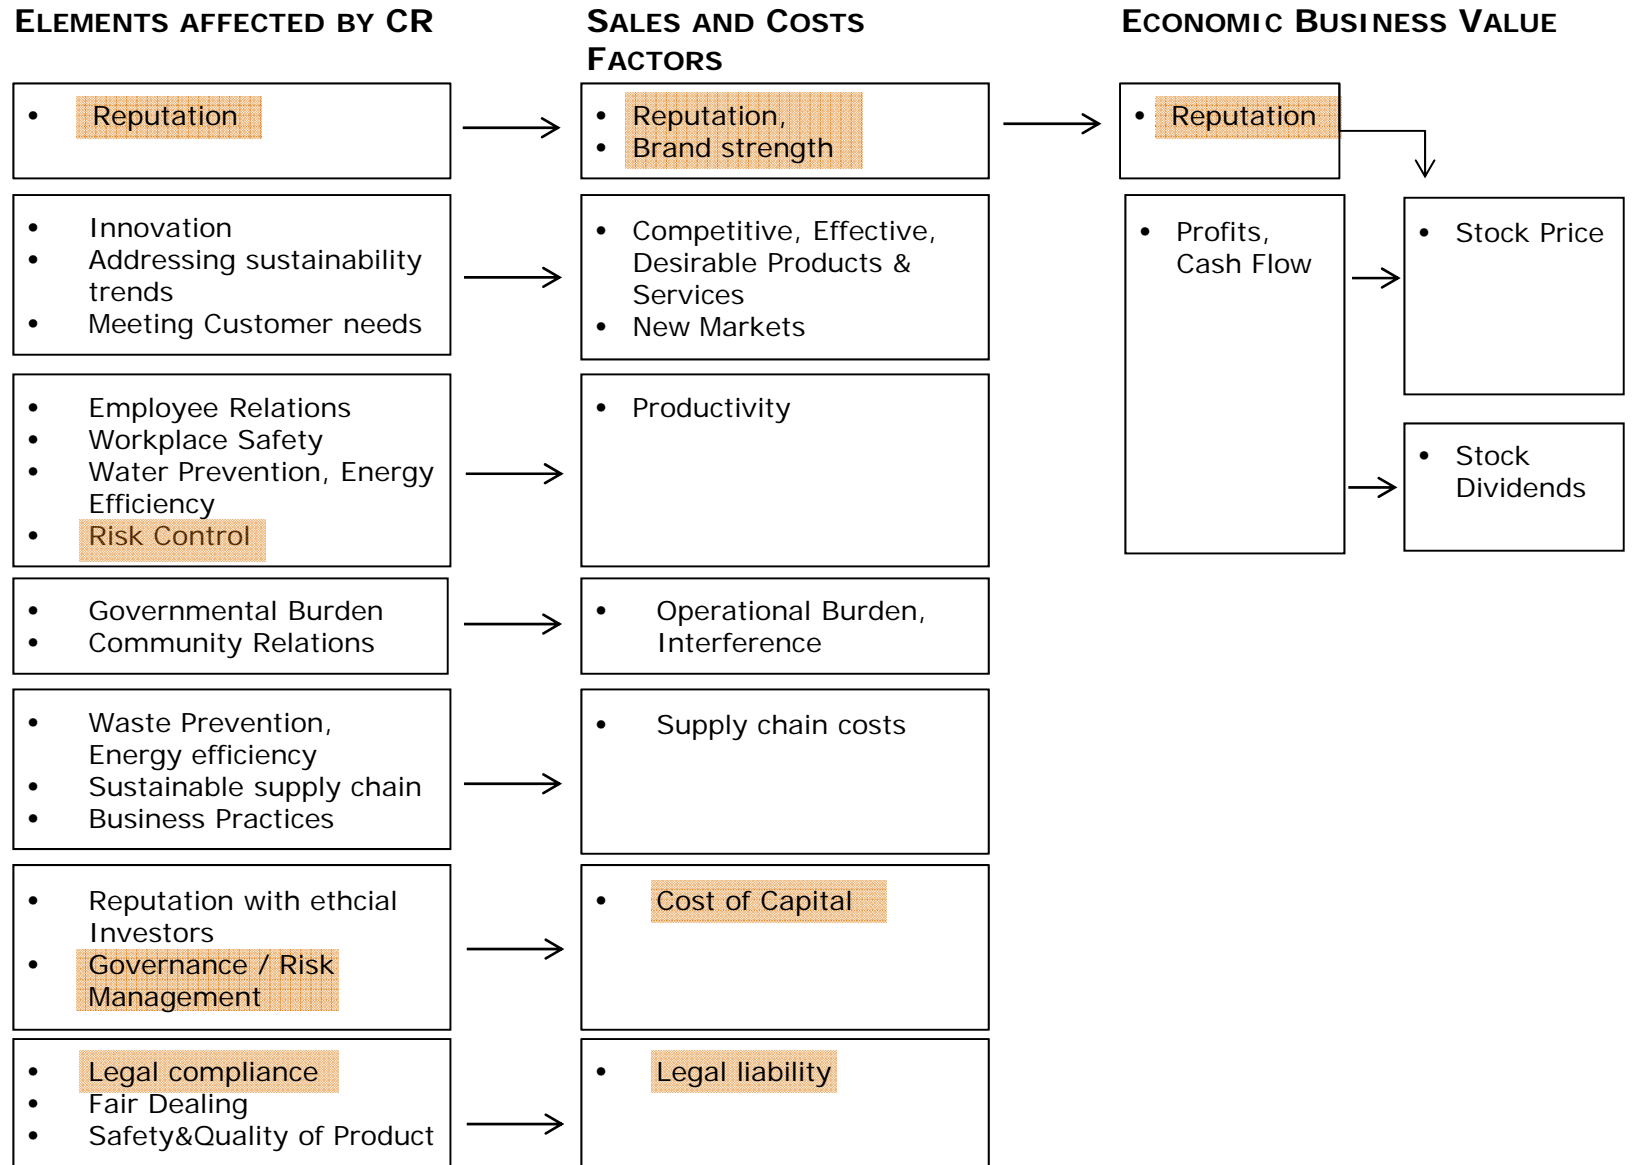 ELEMENTS AFFECTED BY CR
SALES AND COSTS
FACTORS
ECONOMIC BUSINESS VALUE
• Reputation
• Reputation,
• Brand strength
• Reputation
• Innovation
• Addressing sustainability
trends
• Meeting Customer needs
• Competitive, Effective,
Desirable Products &
Services
• New Markets
• Profits,
Cash Flow
• Stock Price
• Employee Relations
• Workplace Safety
• Water Prevention, Energy
Efficiency
• Risk Control
• Productivity
• Stock
Dividends
• Governmental Burden
• Community Relations
• Operational Burden,
Interference
• Waste Prevention,
Energy efficiency
• Sustainable supply chain
• Business Practices
• Supply chain costs
• Reputation with ethcial
Investors
• Governance / Risk
Management
• Cost of Capital
• Legal compliance
• Fair Dealing
• Safety&Quality of Product
• Legal liability